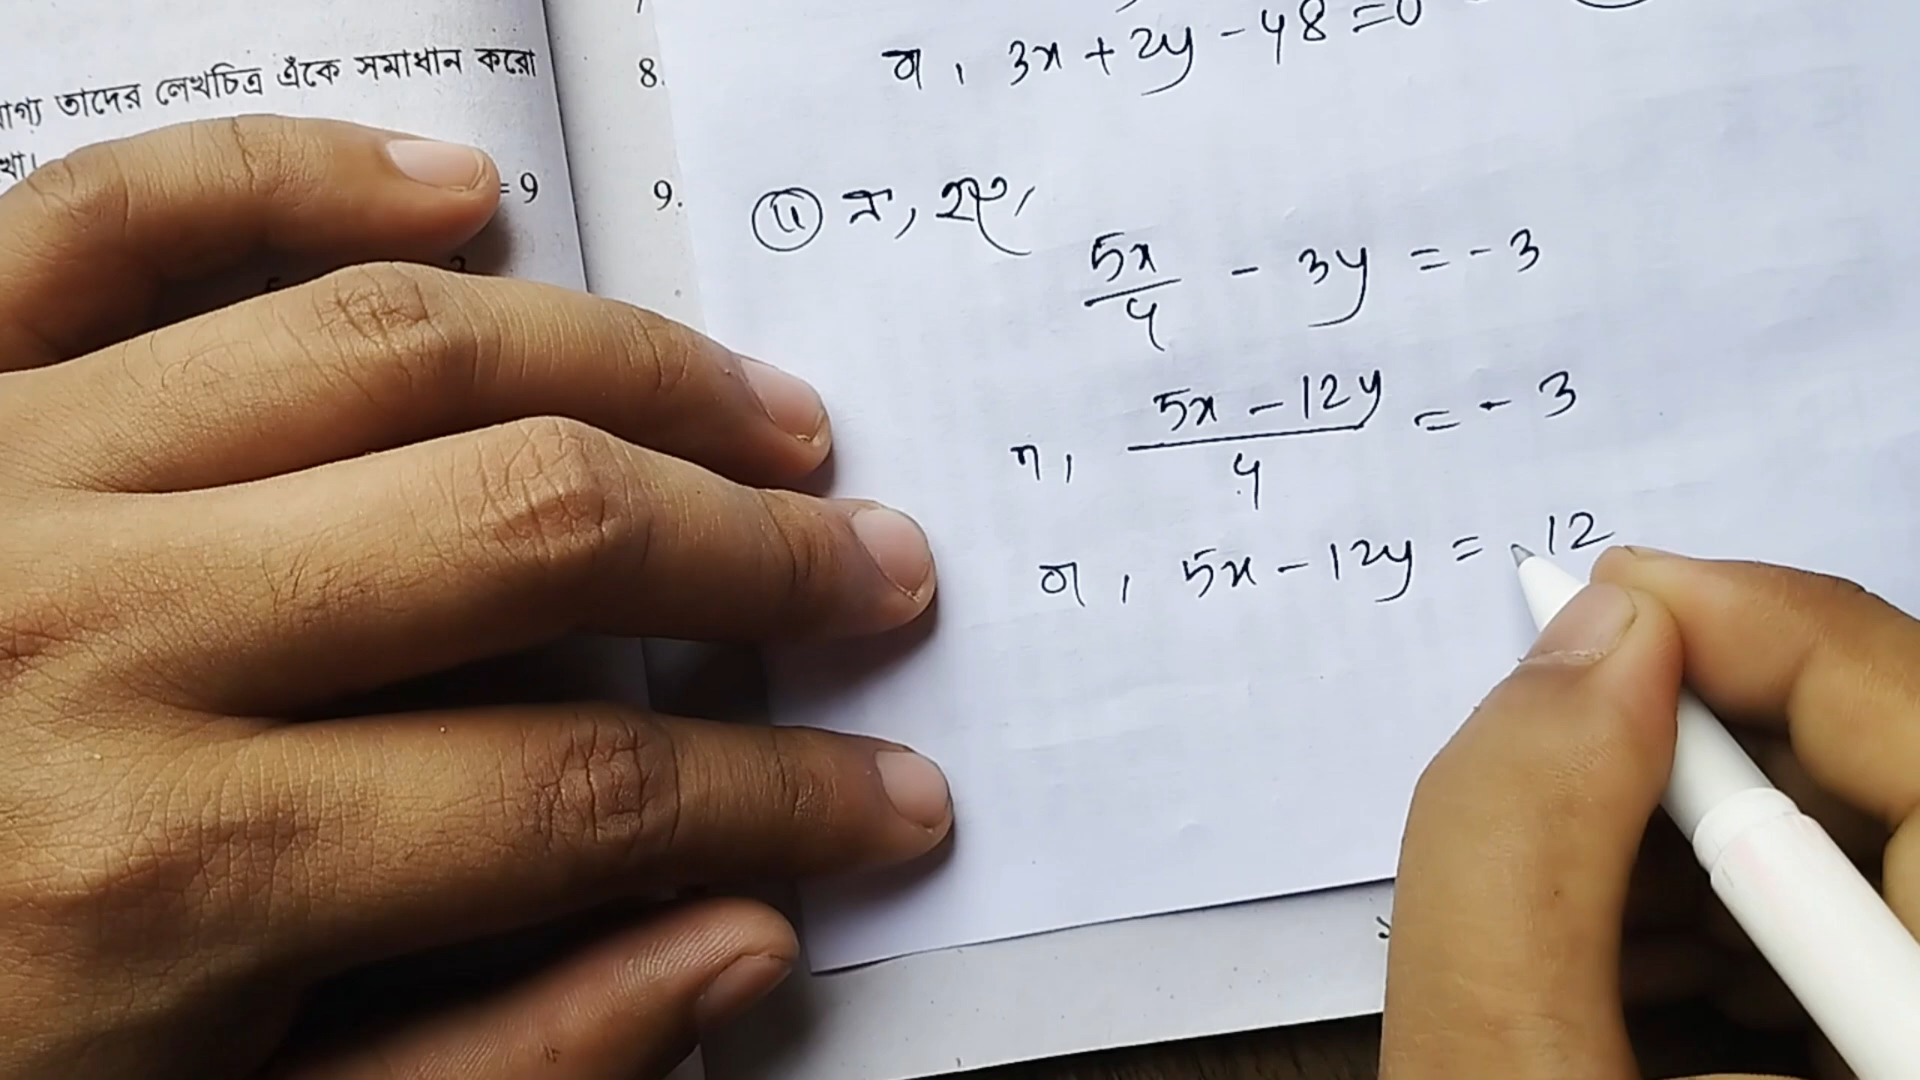 াগ্য তাদের লেখচিত্র এঁকে সমাধান করো
খো।
= 9
8.
9.
বা, 3x + 2y - 48 = 0
(ii) নং হতে,
5x/4 - 3y = -3
বা, (5x - 12y)/4 = -3
বা, 5x - 12y = 12